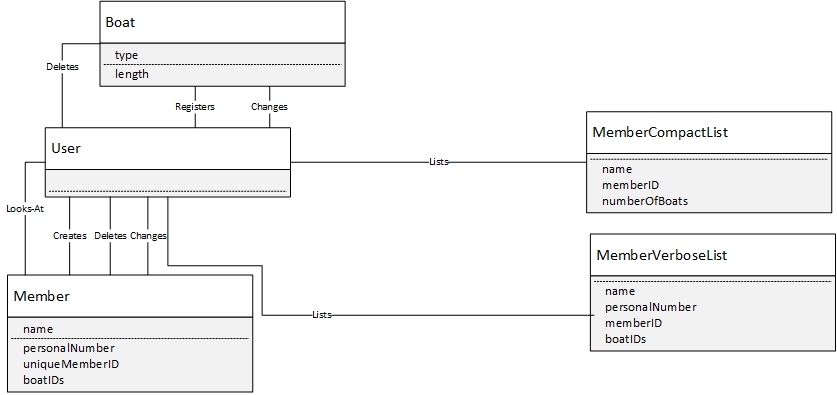 Boat
type
length
Deletes
Registers
Changes
User
Lists
MemberCompactList
name
memberID
numberOfBoats
Looks-At
Creates
Deletes
Changes
MemberVerboseList
name
personalNumber
memberID
boatIDs
Lists
Member
name
personalNumber
uniqueMemberID
boatIDs